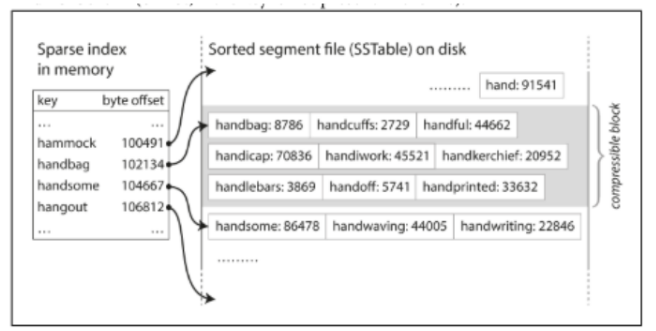 Sparse index
in memory
key byte offset
... ...
hammock 100491
handbag 102134
handsome 104667
hangout 106812
... ...
Sorted segment file (SSTable) on disk
......... hand: 91541
handbag: 8786 handcuffs: 2729 handful: 44662
handicap: 70836 handiwork: 45521 handkerchief: 20952
handlebars: 3869 handoff: 5741 handprinted: 33632
handsome: 86478 handwaving: 44005 handwriting: 22846
.........
compressible block